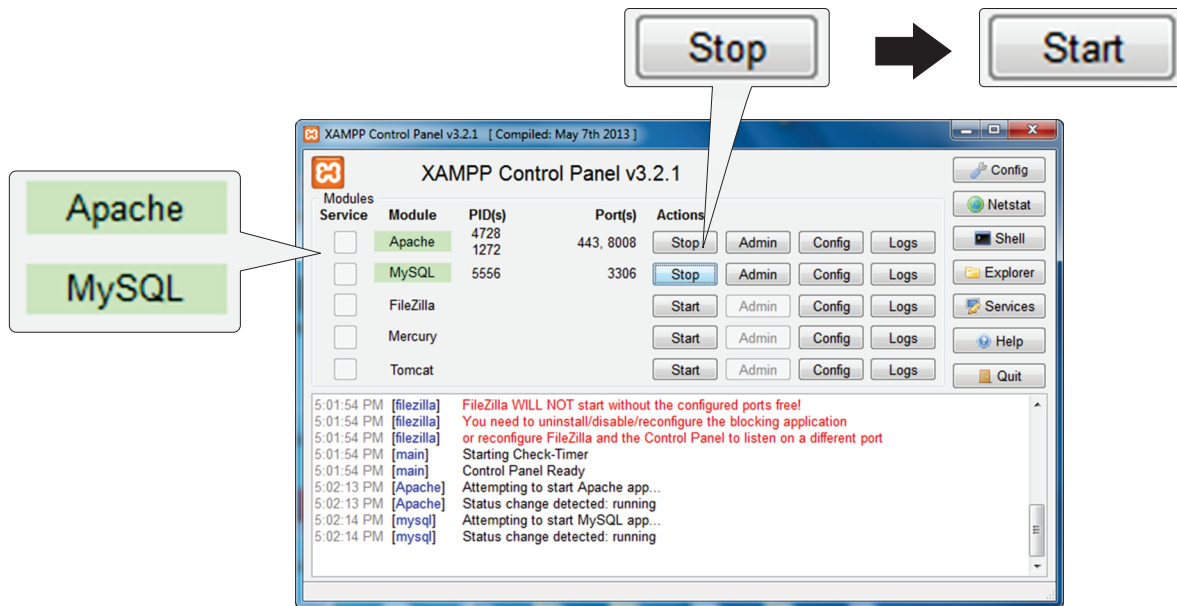 Stop
Start
XAMPP Control Panel v3.2.1 [ Compiled: May 7th 2013 ]
XAMPP Control Panel v3.2.1
Config
Apache
MySQL
Modules
Service Module PID(s) Port(s) Actions
Netstat
Apache 4728 1272 443, 8008 Stop Admin Config Logs
Shell
MySQL 5556 3306 Stop Admin Config Logs
Explorer
FileZilla Start Admin Config Logs
Services
Mercury Start Admin Config Logs
Help
Tomcat Start Admin Config Logs
Quit
5:01:54 PM [filezilla] FileZilla WILL NOT start without the configured ports free!
5:01:54 PM [filezilla] You need to uninstall/disable/reconfigure the blocking application
5:01:54 PM [filezilla] or reconfigure FileZilla and the Control Panel to listen on a different port
5:01:54 PM [main] Starting Check-Timer
5:01:54 PM [main] Control Panel Ready
5:02:13 PM [Apache] Attempting to start Apache app...
5:02:13 PM [Apache] Status change detected: running
5:02:14 PM [mysql] Attempting to start MySQL app...
5:02:14 PM [mysql] Status change detected: running